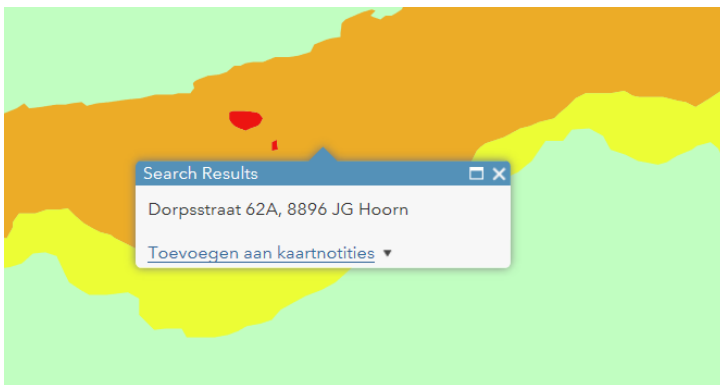 Search Results
Dorpsstraat 62A, 8896 JG Hoorn
Toevoegen aan kaartnotities